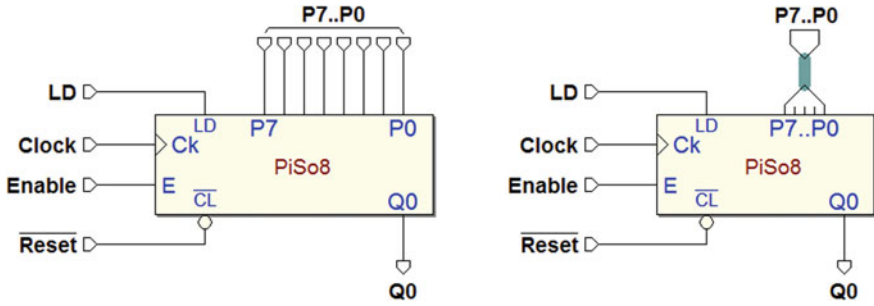 P7..P0
LD
LD
P7
P0
Clock
Ck
PiSo8
Enable
E
CL
Q0
Reset
Q0
P7..P0
LD
LD
P7..P0
Clock
Ck
PiSo8
Enable
E
CL
Q0
Reset
Q0